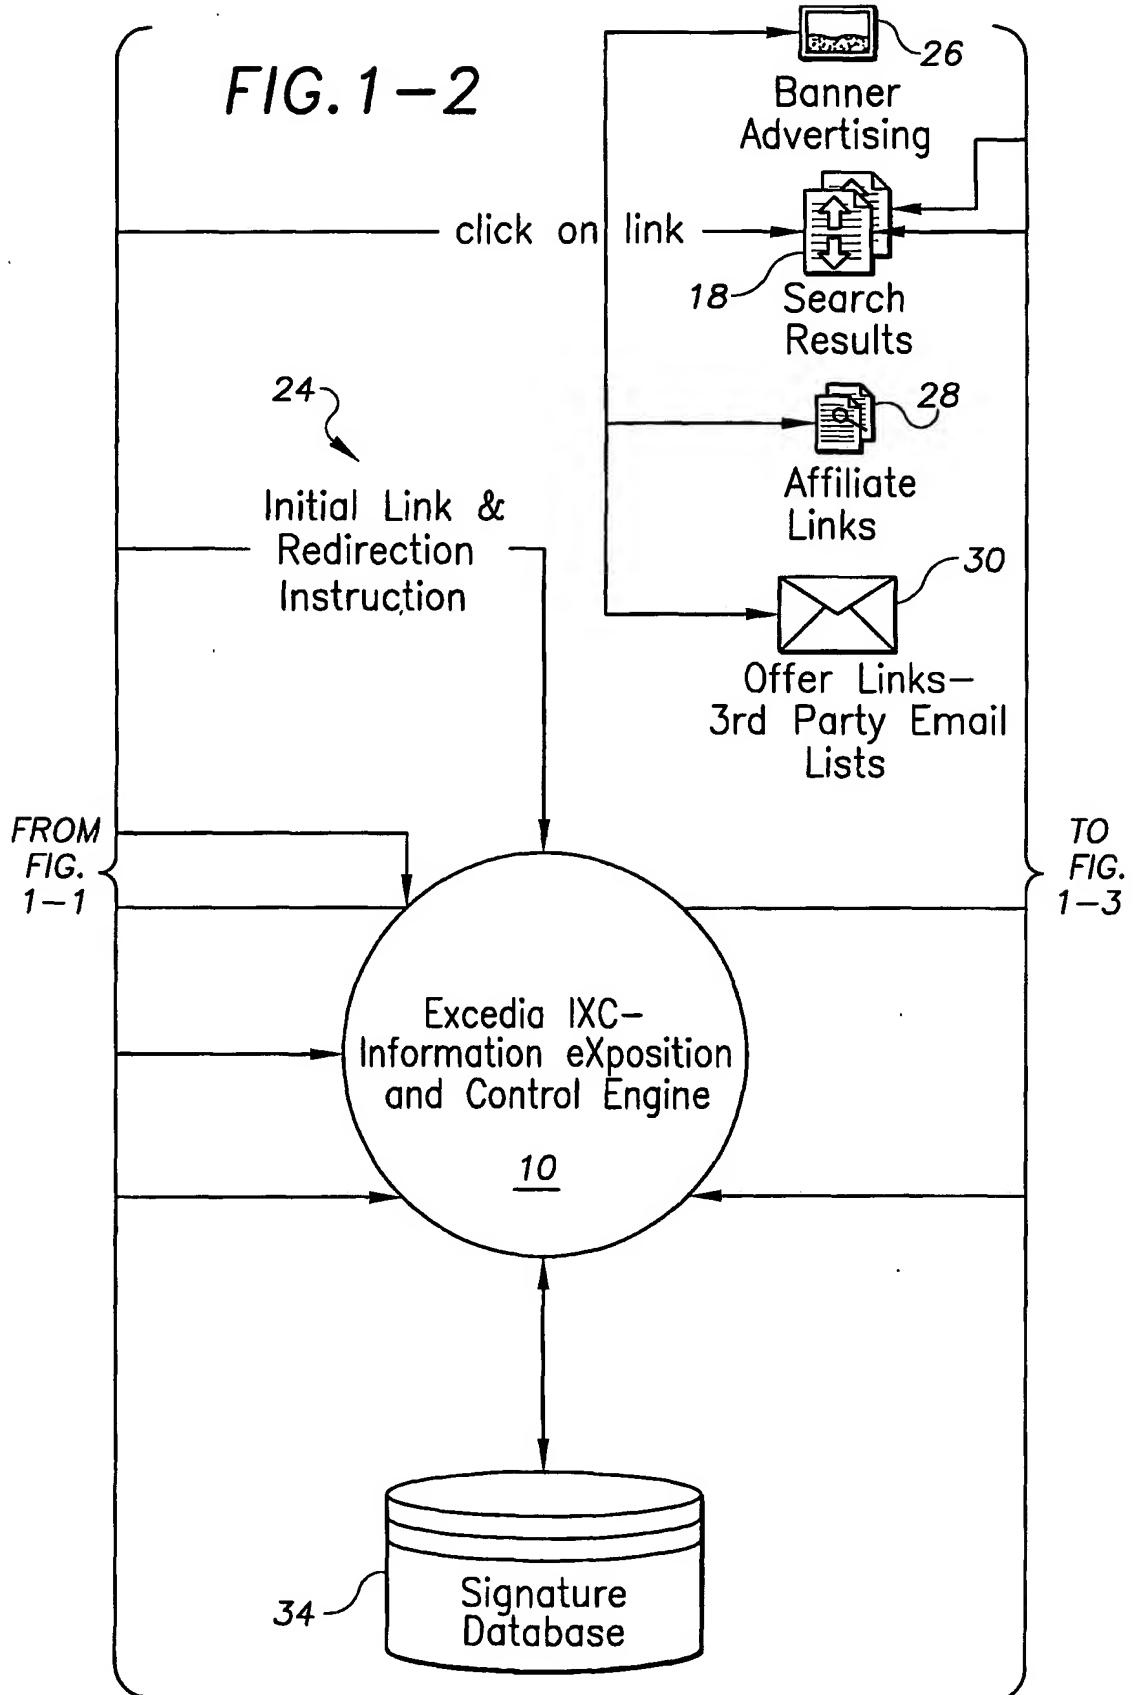 FIG. 1-2
26
Banner
Advertising
click on link
18
Search
Results
24
28
Affiliate
Links
Initial Link &
Redirection
Instruction
30
Offer Links-
3rd Party Email
Lists
FROM
FIG.
1-1
TO
FIG.
1-3
Excedia IXC-
Information eXposition
and Control Engine
10
34
Signature
Database